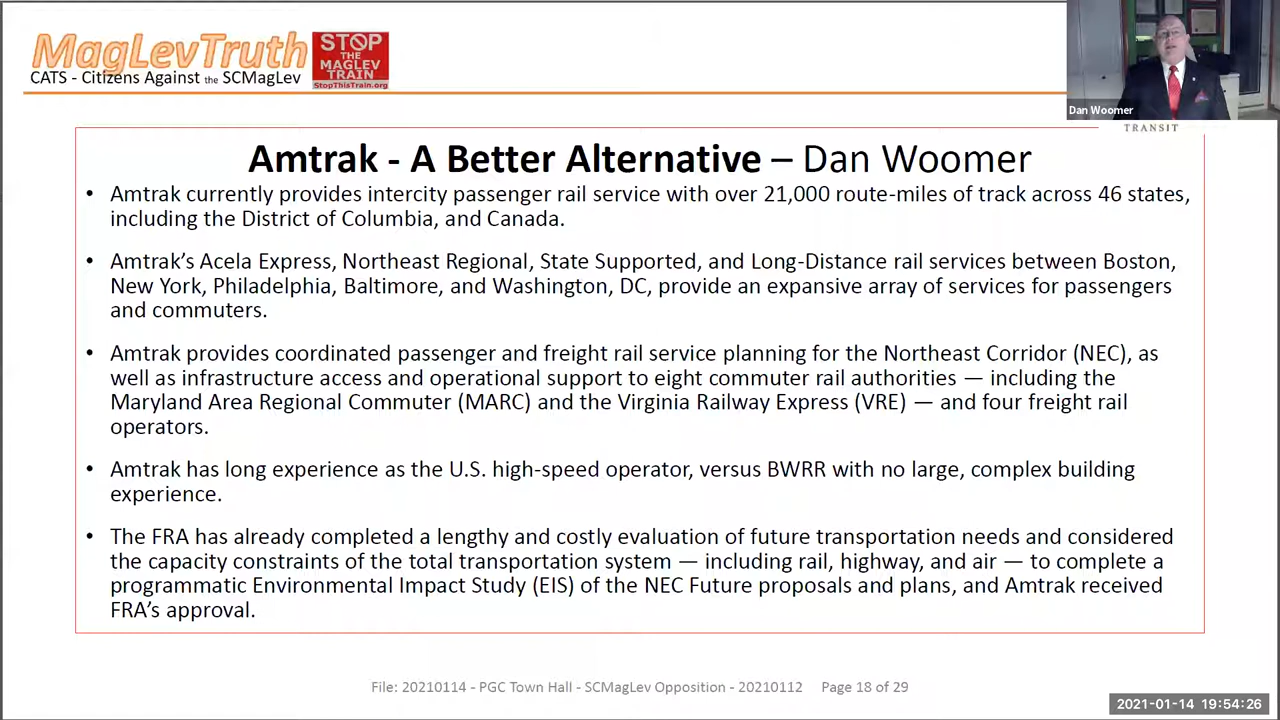 MagLevTruth
CATS - Citizens Against the SCMagLev
STOP
THE
MAGLEV
TRAIN
StopThisTrain.org
Dan Woomer
TRANSIT
Amtrak - A Better Alternative – Dan Woomer
• Amtrak currently provides intercity passenger rail service with over 21,000 route-miles of track across 46 states,
including the District of Columbia, and Canada.
• Amtrak’s Acela Express, Northeast Regional, State Supported, and Long-Distance rail services between Boston,
New York, Philadelphia, Baltimore, and Washington, DC, provide an expansive array of services for passengers
and commuters.
• Amtrak provides coordinated passenger and freight rail service planning for the Northeast Corridor (NEC), as
well as infrastructure access and operational support to eight commuter rail authorities — including the
Maryland Area Regional Commuter (MARC) and the Virginia Railway Express (VRE) — and four freight rail
operators.
• Amtrak has long experience as the U.S. high-speed operator, versus BWRR with no large, complex building
experience.
• The FRA has already completed a lengthy and costly evaluation of future transportation needs and considered
the capacity constraints of the total transportation system — including rail, highway, and air — to complete a
programmatic Environmental Impact Study (EIS) of the NEC Future proposals and plans, and Amtrak received
FRA’s approval.
File: 20210114 - PGC Town Hall - SCMagLev Opposition - 20210112 Page 18 of 29
2021-01-14 19:54:26